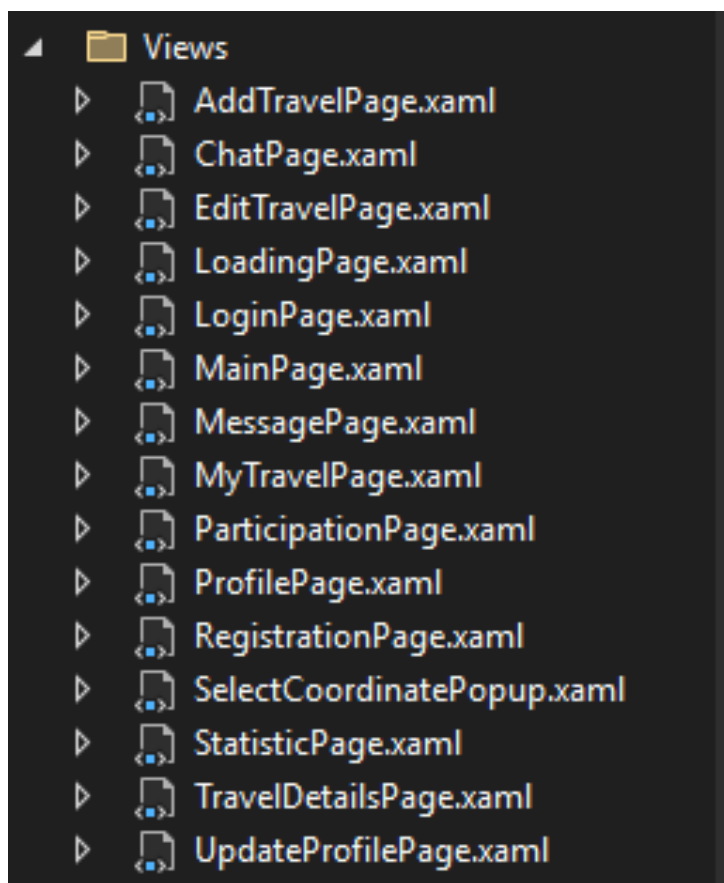 Views
AddTravelPage.xaml
ChatPage.xaml
EditTravelPage.xaml
LoadingPage.xaml
LoginPage.xaml
MainPage.xaml
MessagePage.xaml
MyTravelPage.xaml
ParticipationPage.xaml
ProfilePage.xaml
RegistrationPage.xaml
SelectCoordinatePopup.xaml
StatisticPage.xaml
TravelDetailsPage.xaml
UpdateProfilePage.xaml